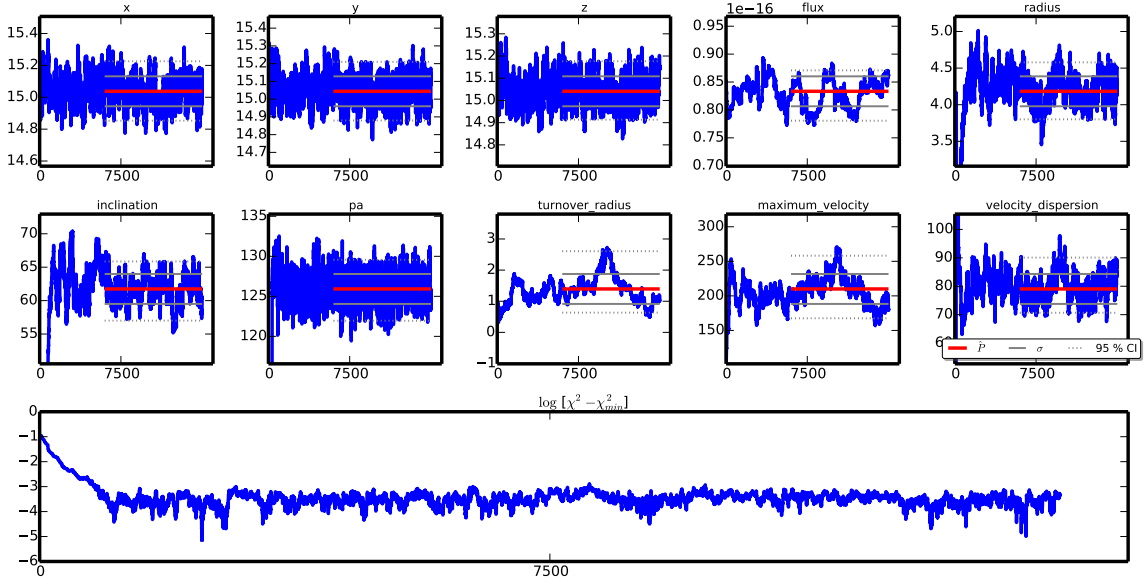 x y z flux radius
15.4 15.2 15.0 14.8 14.6 0 7500
15.4 15.3 15.2 15.1 15.0 14.9 14.8 14.7 0 7500
15.2 15.1 15.0 14.9 14.8 0 7500
1e−16 0.95 0.90 0.85 0.80 0.75 0.70 0 7500
5.0 4.5 4.0 3.5 0 7500
inclination pa turnover_radius maximum_velocity velocity_dispersion
70 65 60 55 0 7500
135 130 125 120 0 7500
3 2 1 0 −1 0 7500
300 250 200 150 0 7500
100 90 80 70 0 7500
P̂ σ 95 % CI
log [χ² −χ²min]
0 −1 −2 −3 −4 −5 −6 0 7500